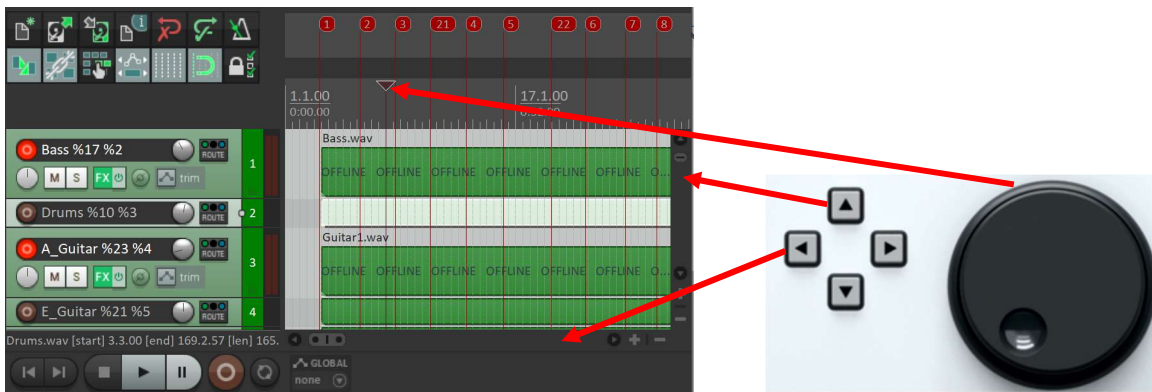 1 2 3 21 4 5 22 6 7 8
1.1.00 17.1.00
0:00.00
Bass.wav
Bass %17 %2 ROUTE
M S FX trim 1
OFFLINE OFFLINE OFFLINE OFFLINE OFFLINE OFFLINE O...
Drums %10 %3 ROUTE 2
Guitar1.wav
A_Guitar %23 %4 ROUTE
M S FX trim 3
OFFLINE OFFLINE OFFLINE OFFLINE OFFLINE OFFLINE O...
E_Guitar %21 %5 ROUTE 4
Drums.wav [start] 3.3.00 [end] 169.2.57 [len] 165.
GLOBAL
none